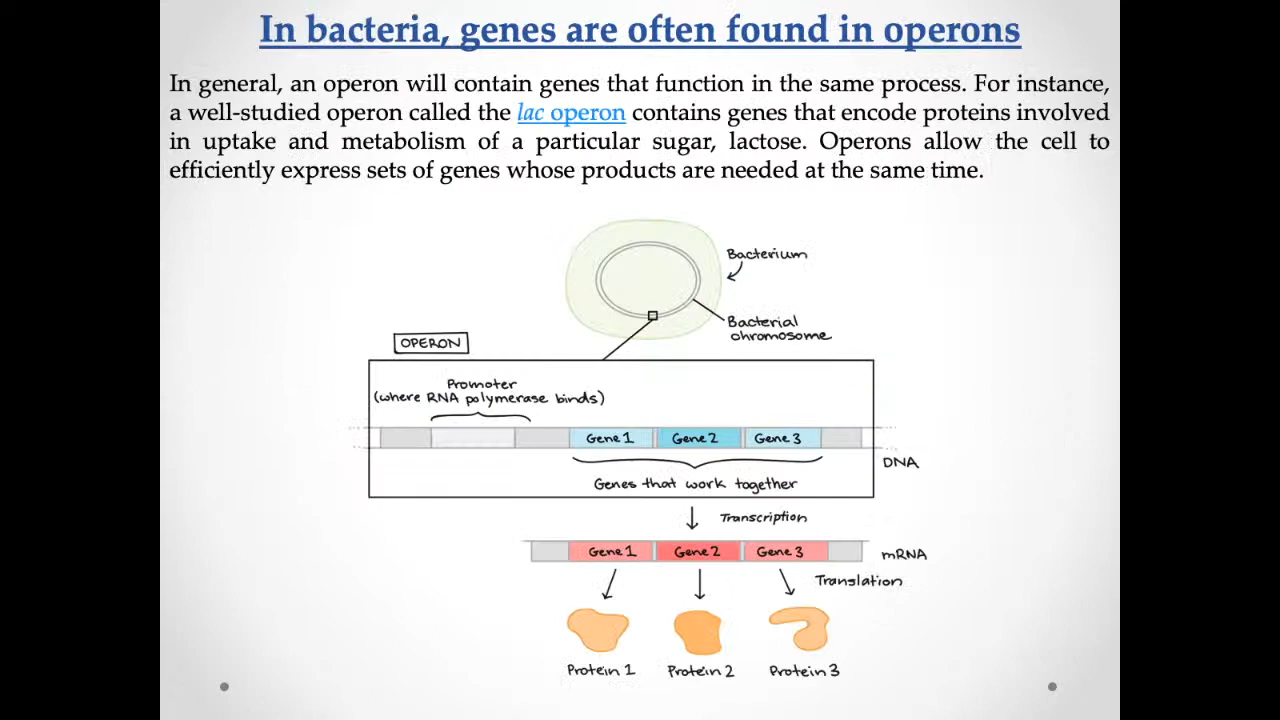 In bacteria, genes are often found in operons
In general, an operon will contain genes that function in the same process. For instance,
a well-studied operon called the lac operon contains genes that encode proteins involved
in uptake and metabolism of a particular sugar, lactose. Operons allow the cell to
efficiently express sets of genes whose products are needed at the same time.
Bacterium
Bacterial
chromosome
OPERON
Promoter
(where RNA polymerase binds)
Gene 1 Gene 2 Gene 3
DNA
Genes that work together
Transcription
Gene 1 Gene 2 Gene 3
mRNA
Translation
Protein 1 Protein 2 Protein 3